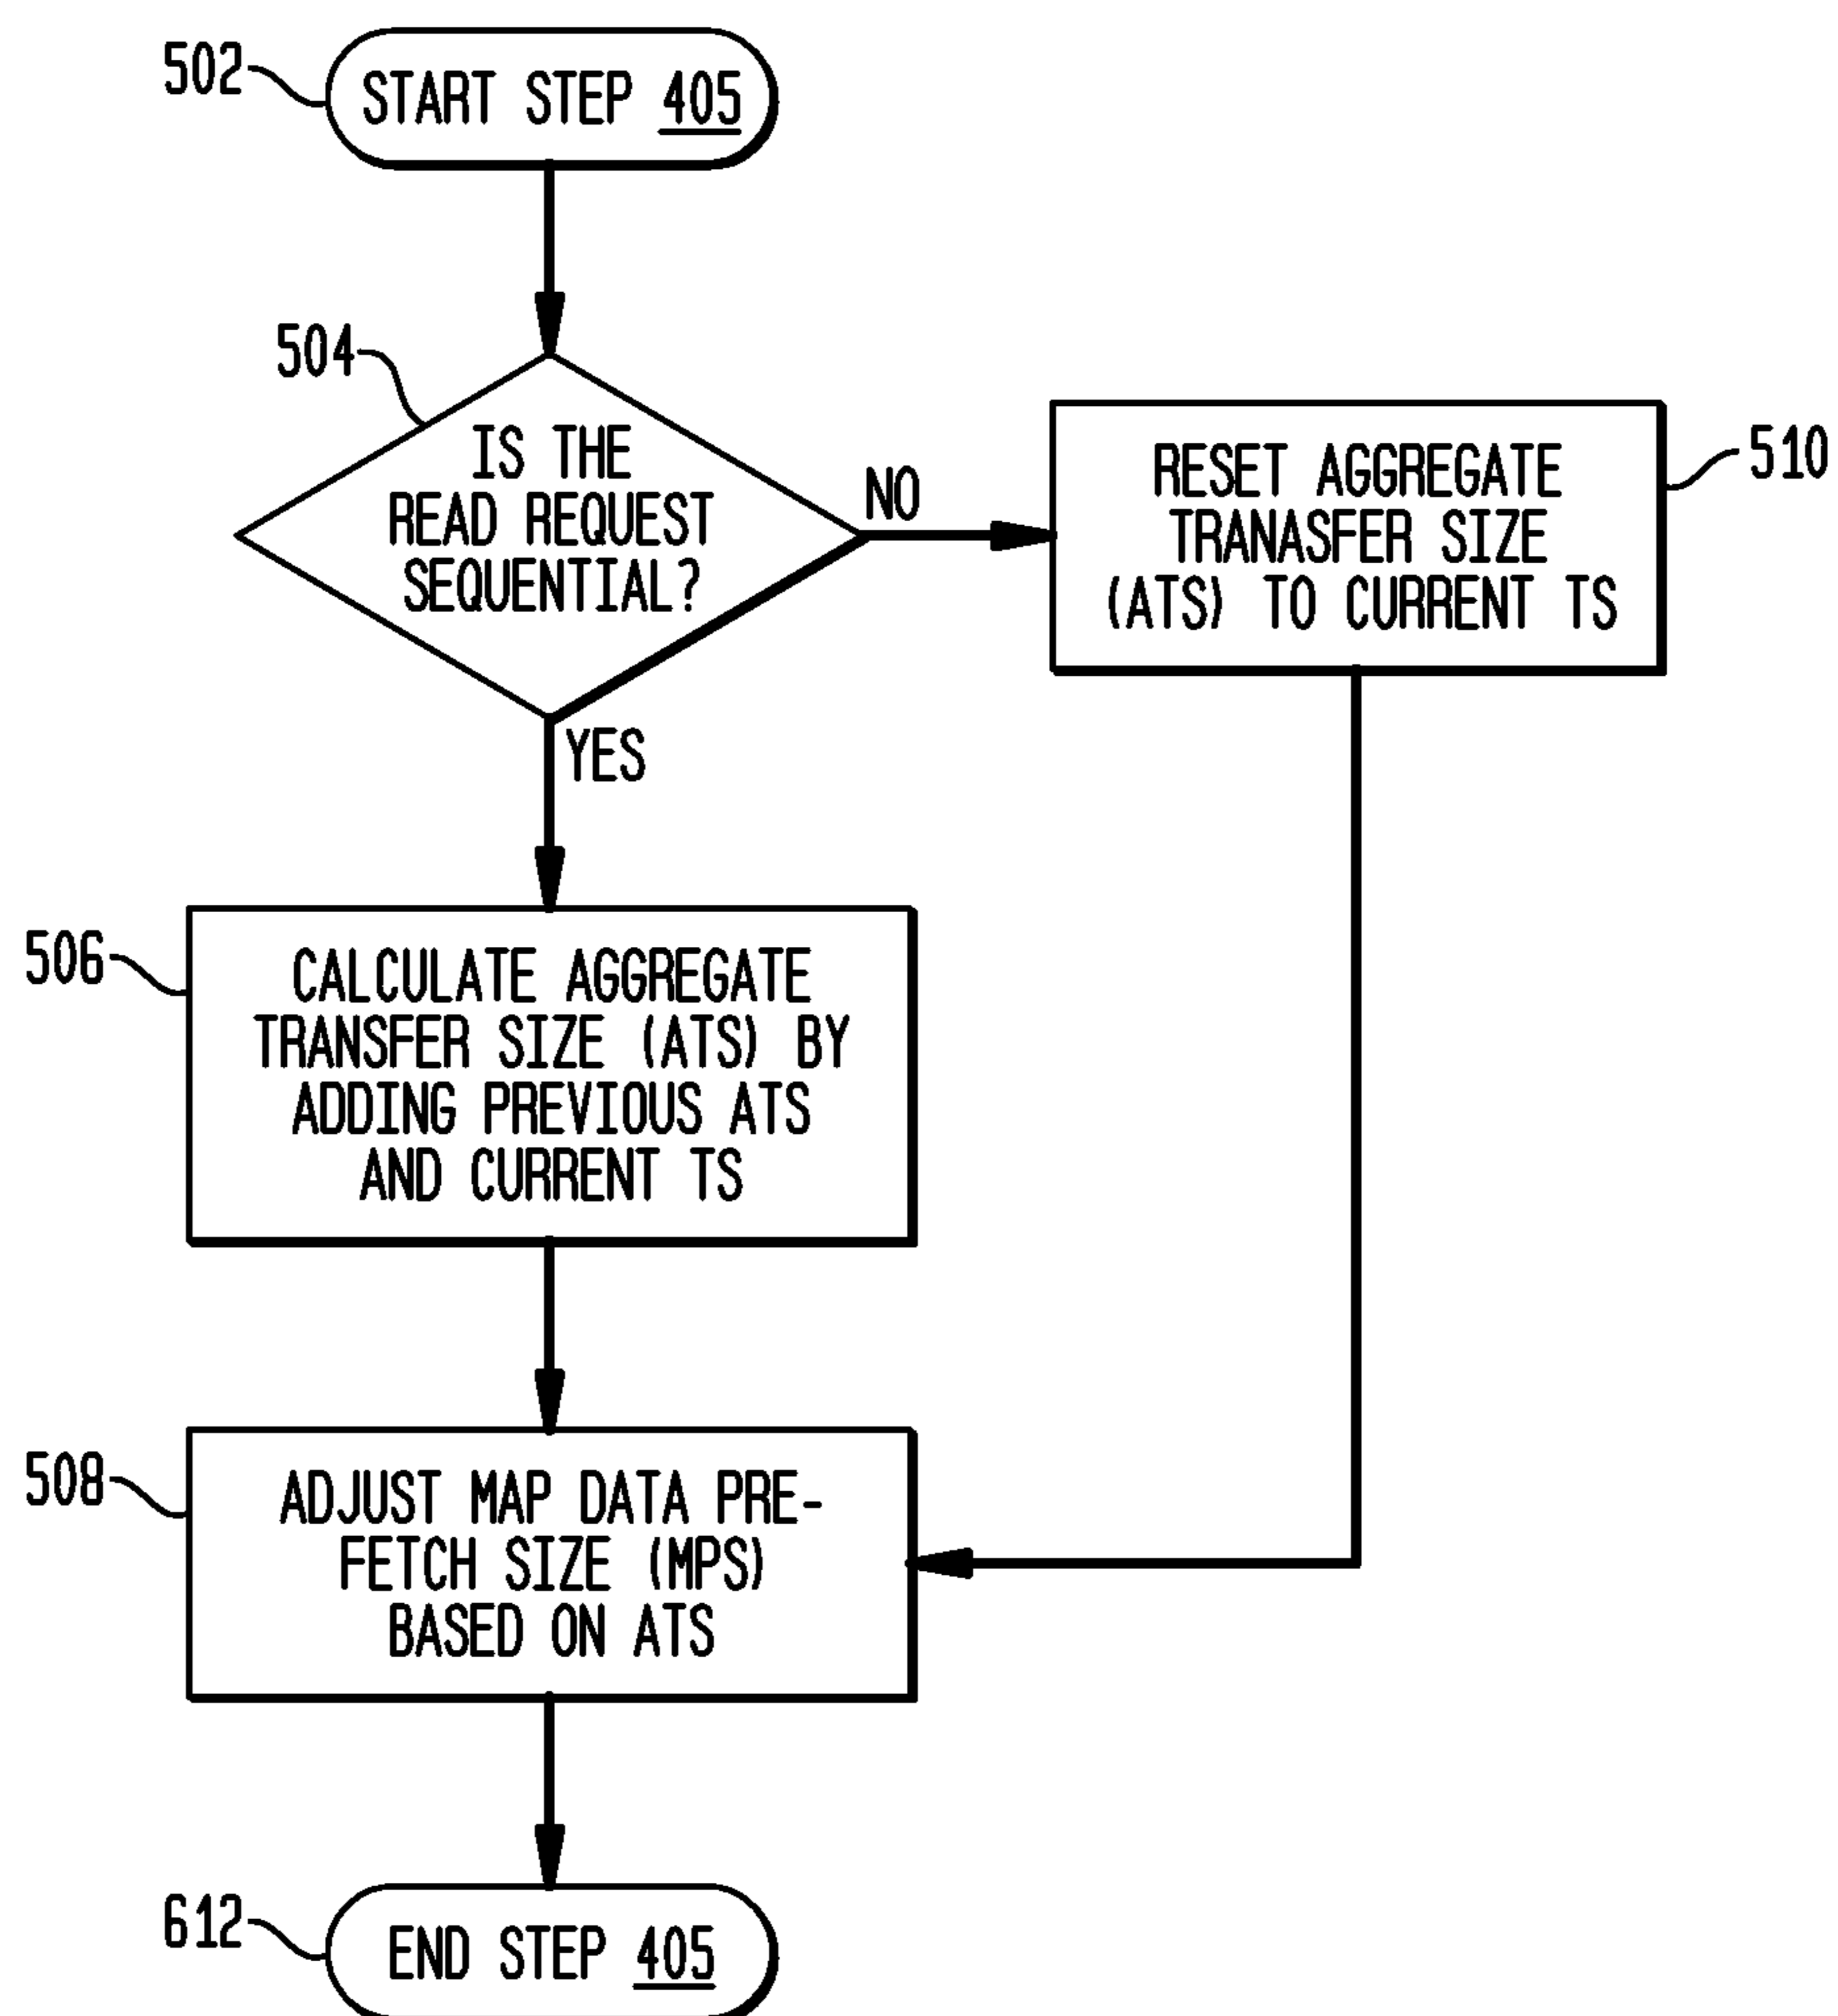 502
START STEP 405
504
IS THE
READ REQUEST
SEQUENTIAL?
NO
RESET AGGREGATE
TRANASFER SIZE
(ATS) TO CURRENT TS
510
YES
506
CALCULATE AGGREGATE
TRANSFER SIZE (ATS) BY
ADDING PREVIOUS ATS
AND CURRENT TS
508
ADJUST MAP DATA PRE-
FETCH SIZE (MPS)
BASED ON ATS
612
END STEP 405